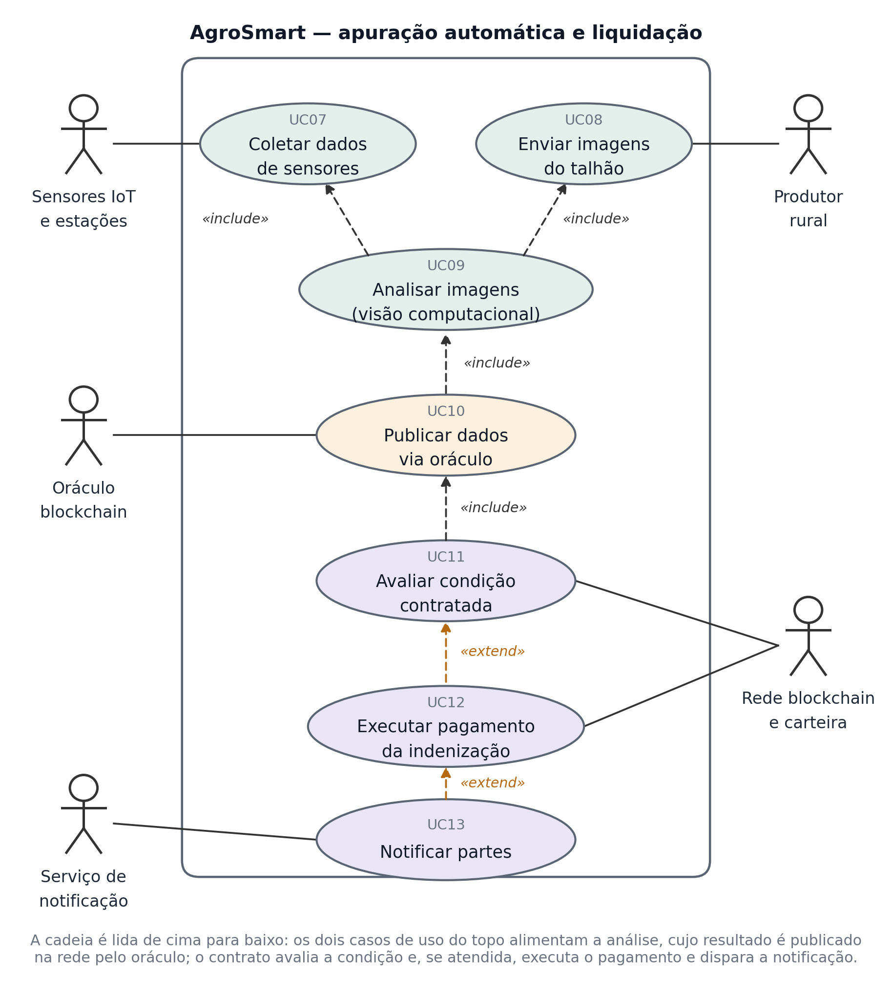 AgroSmart — apuração automática e liquidação
UC07
Coletar dados
de sensores
UC08
Enviar imagens
do talhão
Sensores IoT
e estações
Produtor
rural
«include»
«include»
UC09
Analisar imagens
(visão computacional)
«include»
UC10
Publicar dados
via oráculo
Oráculo
blockchain
«include»
UC11
Avaliar condição
contratada
«extend»
Rede blockchain
e carteira
UC12
Executar pagamento
da indenização
«extend»
UC13
Notificar partes
Serviço de
notificação
A cadeia é lida de cima para baixo: os dois casos de uso do topo alimentam a análise, cujo resultado é publicado
na rede pelo oráculo; o contrato avalia a condição e, se atendida, executa o pagamento e dispara a notificação.